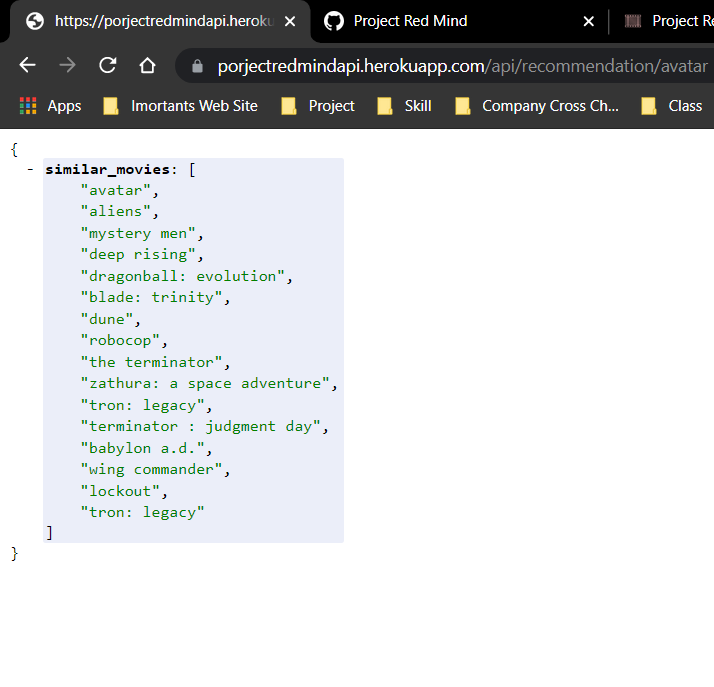 https://porjectredmindapi.heroku
Project Red Mind
Project Re
porjectredmindapi.herokuapp.com/api/recommendation/avatar
Apps
Imortants Web Site
Project
Skill
Company Cross Ch...
Class
{
- similar_movies: [
"avatar",
"aliens",
"mystery men",
"deep rising",
"dragonball: evolution",
"blade: trinity",
"dune",
"robocop",
"the terminator",
"zathura: a space adventure",
"tron: legacy",
"terminator : judgment day",
"babylon a.d.",
"wing commander",
"lockout",
"tron: legacy"
]
}